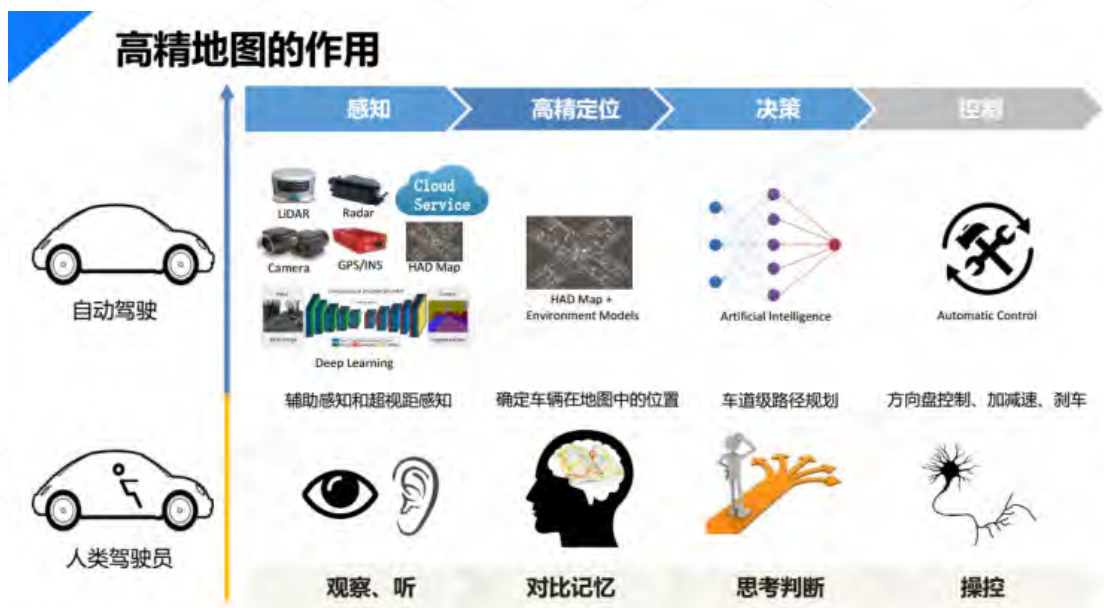 高精地图的作用
感知
高精定位
决策
控制
LiDAR
Radar
Cloud
Service
Camera
GPS/INS
HAD Map
Deep Learning
HAD Map +
Environment Models
Artificial Intelligence
Automatic Control
自动驾驶
辅助感知和超视距感知
确定车辆在地图中的位置
车道级路径规划
方向盘控制、加减速、刹车
人类驾驶员
观察、听
对比记忆
思考判断
操控